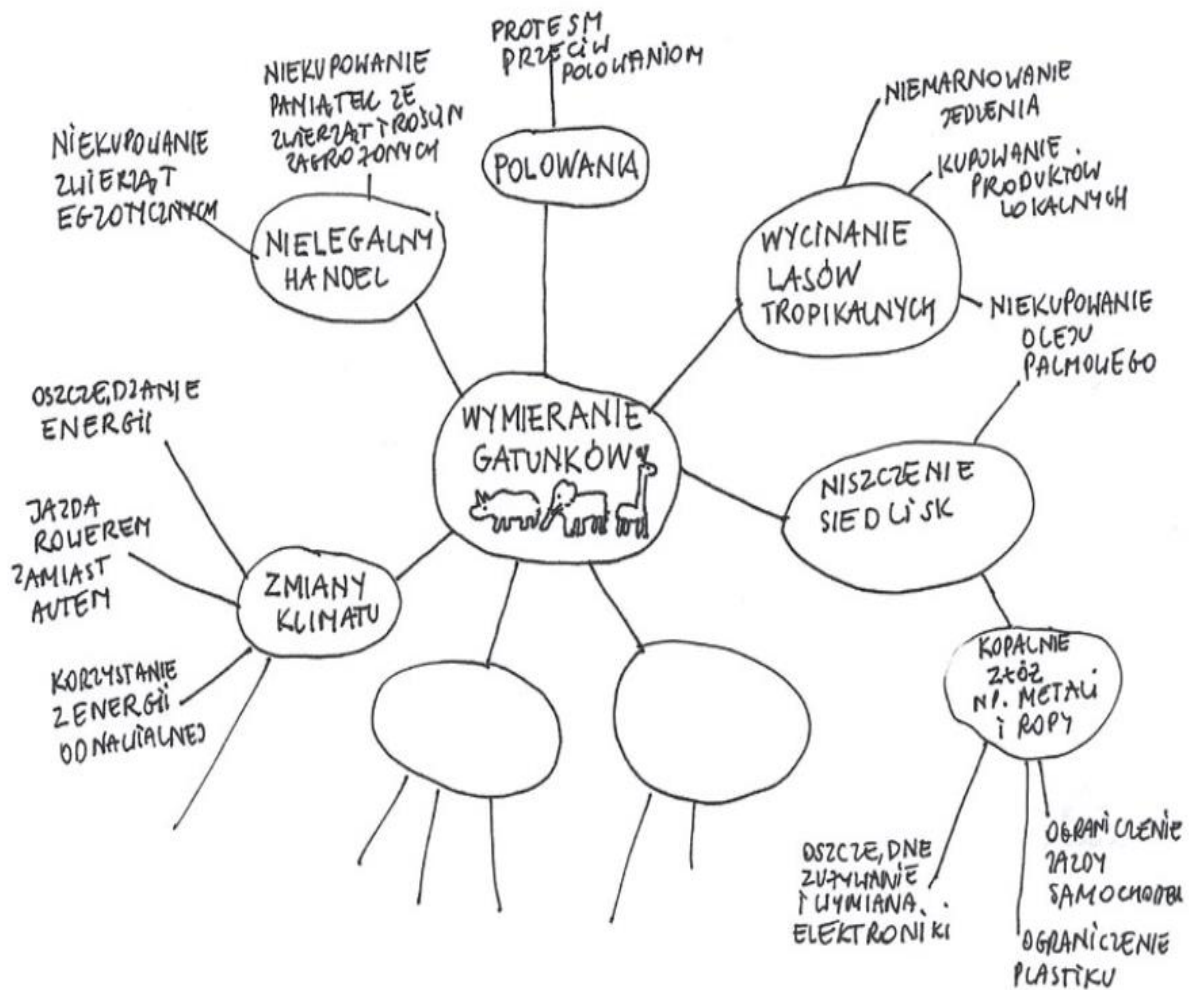 PROTESTY
PRZECIW
POLOWANIOM
POLOWANIA
NIEKUPOWANIE
PAMIĄTEK ZE
ZWIERZĄT I ROŚLIN
ZAGROŻONYCH
NIEKUPOWANIE
ZWIERZĄT
EGZOTYCZNYCH
NIELEGALNY
HANDEL
NIEMARNOWANIE
JEDZENIA
KUPOWANIE
PRODUKTÓW
LOKALNYCH
WYCINANIE
LASÓW
TROPIKALNYCH
NIEKUPOWANIE
OLEJU
PALMOWEGO
WYMIERANIE
GATUNKÓW
NISZCZENIE
SIEDLISK
OSZCZĘDZANIE
ENERGII
JAZDA
ROWEREM
ZAMIAST
AUTEM
KORZYSTANIE
Z ENERGII
ODNAWIALNEJ
ZMIANY
KLIMATU
KOPALNIE
ZŁÓŻ
NP. METALI
I ROPY
OSZCZĘDNE
ZUŻYWANIE
I WYMIANA
ELEKTRONIKI
OGRANICZENIE
JAZDY
SAMOCHODEM
OGRANICZENIE
PLASTIKU